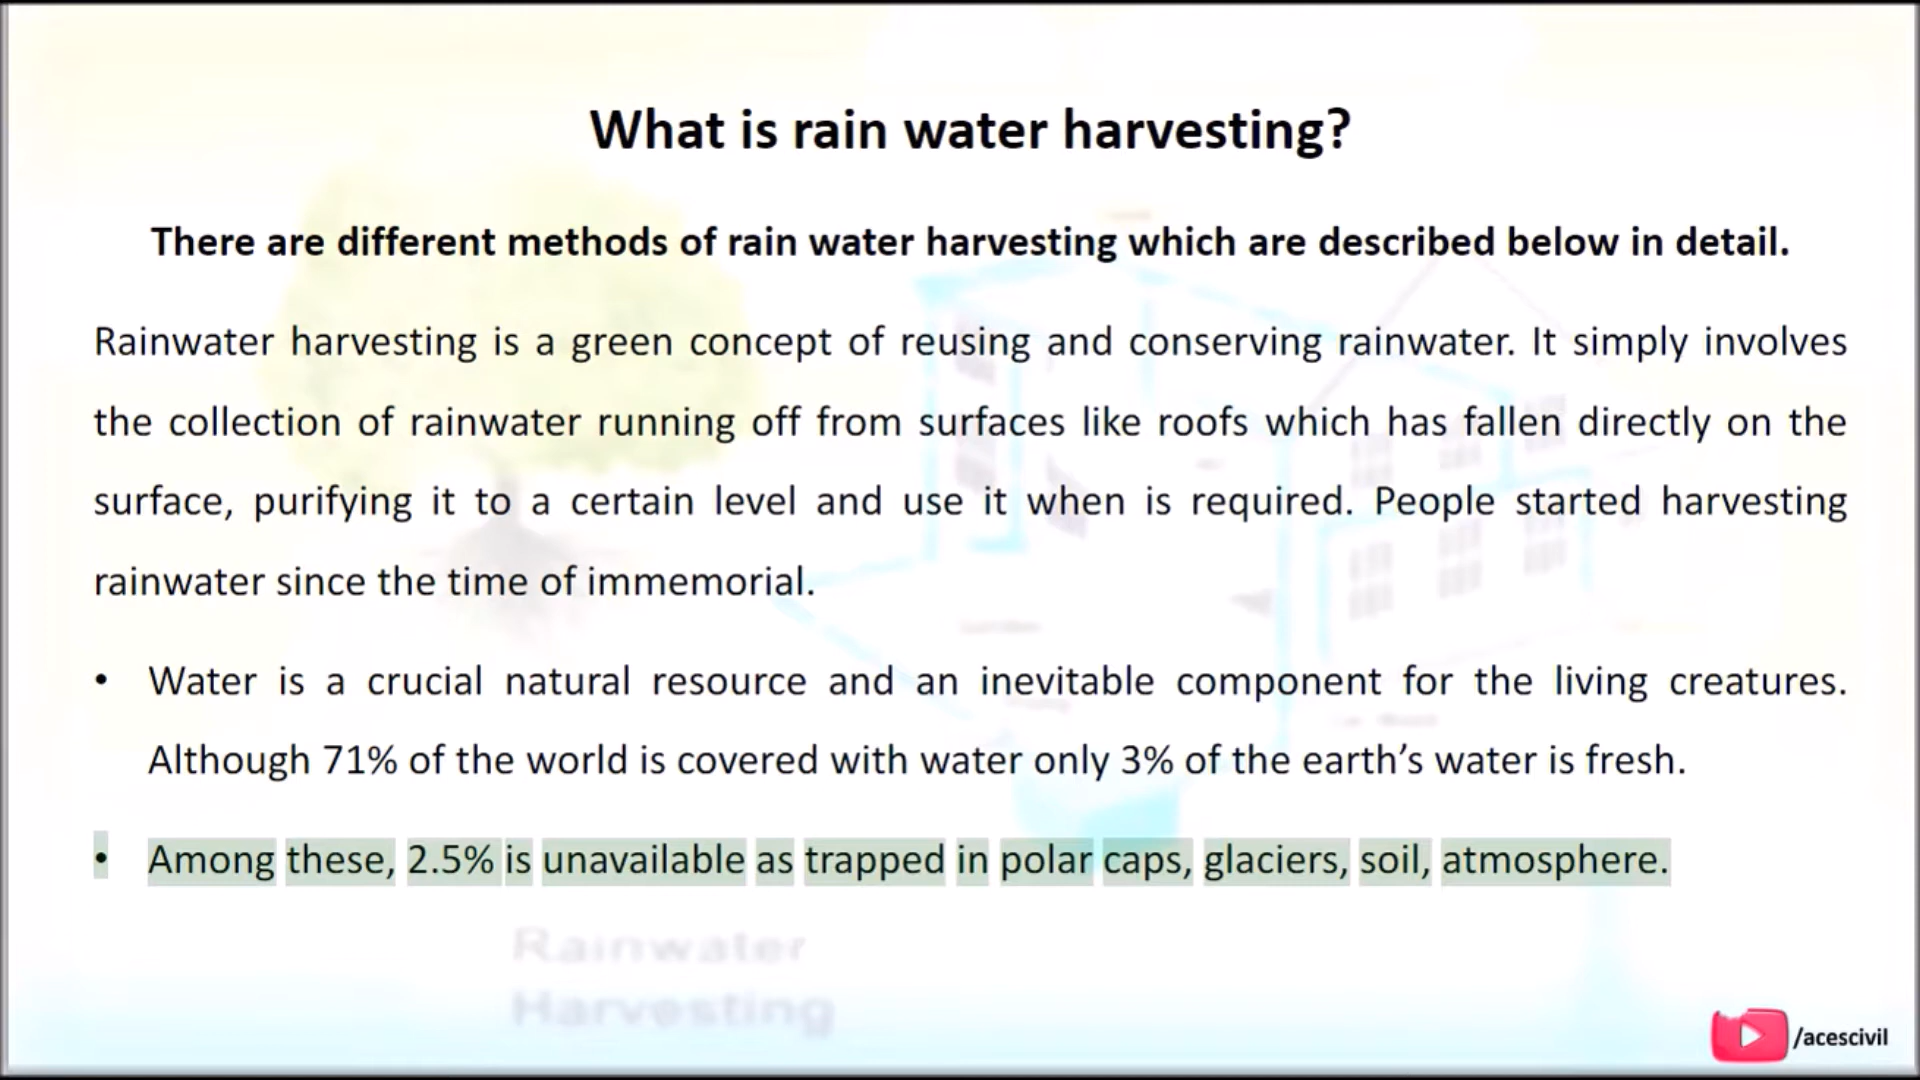 What is rain water harvesting?
There are different methods of rain water harvesting which are described below in detail.
Rainwater harvesting is a green concept of reusing and conserving rainwater. It simply involves
the collection of rainwater running off from surfaces like roofs which has fallen directly on the
surface, purifying it to a certain level and use it when is required. People started harvesting
rainwater since the time of immemorial.
• Water is a crucial natural resource and an inevitable component for the living creatures.
Although 71% of the world is covered with water only 3% of the earth’s water is fresh.
• Among these, 2.5% is unavailable as trapped in polar caps, glaciers, soil, atmosphere.
Rainwater
Harvesting
/acescivil